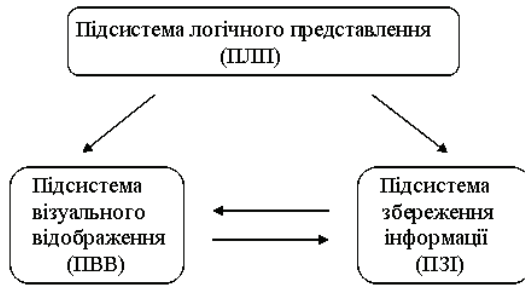 Підсистема логічного представлення
(ПЛП)
Підсистема
візуального
відображення
(ПВВ)
Підсистема
збереження
інформації
(ПЗІ)